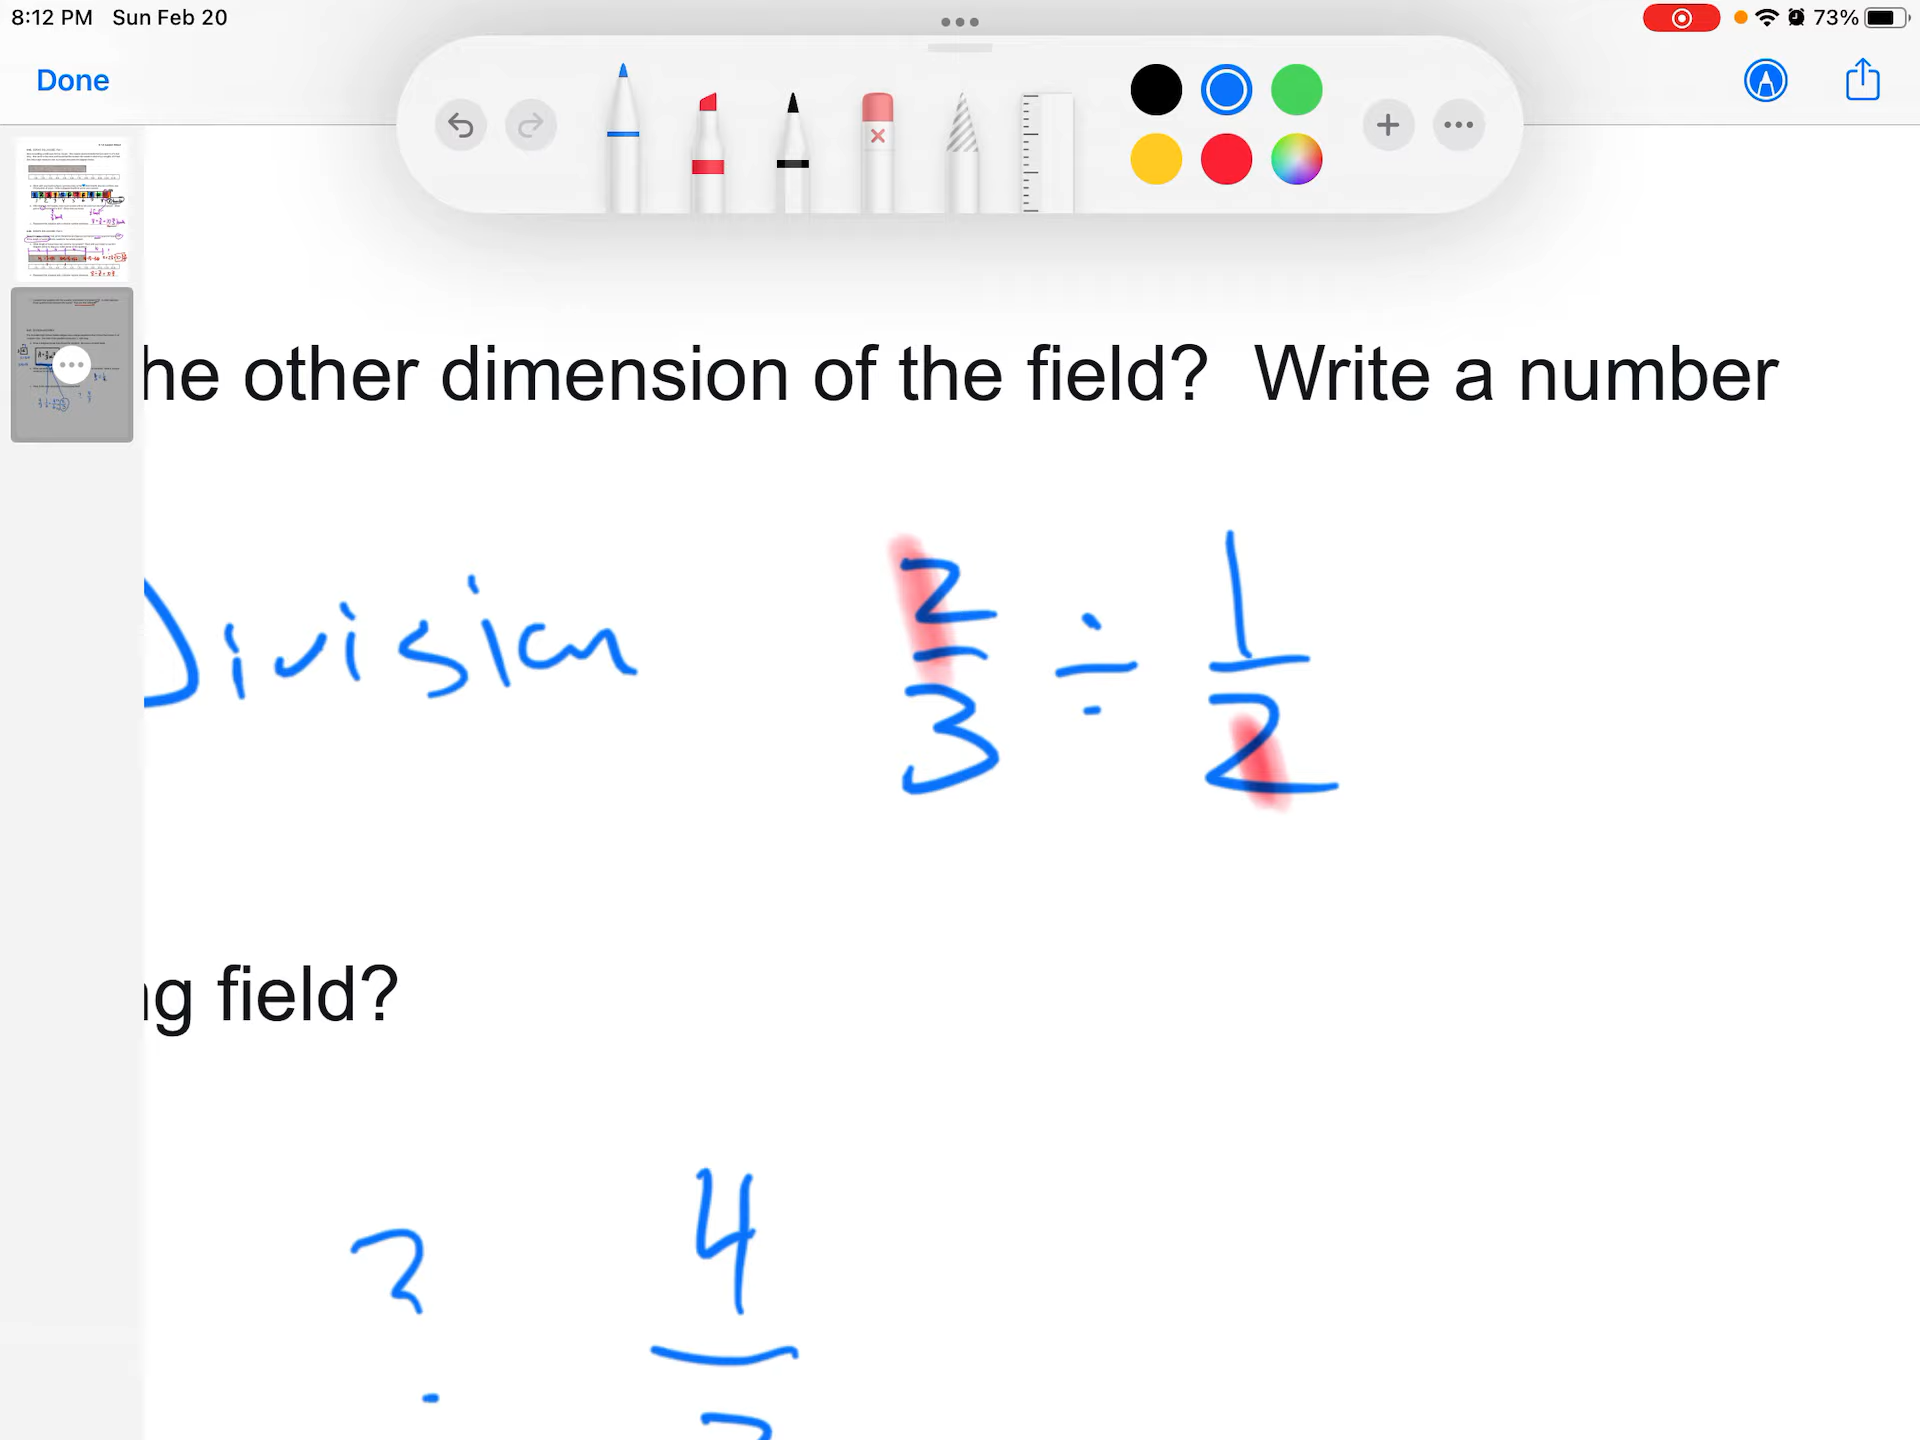 8:12 PM Sun Feb 20
73%
Done
he other dimension of the field? Write a number
Division 2/3 ÷ 1/2
ng field?
? 4